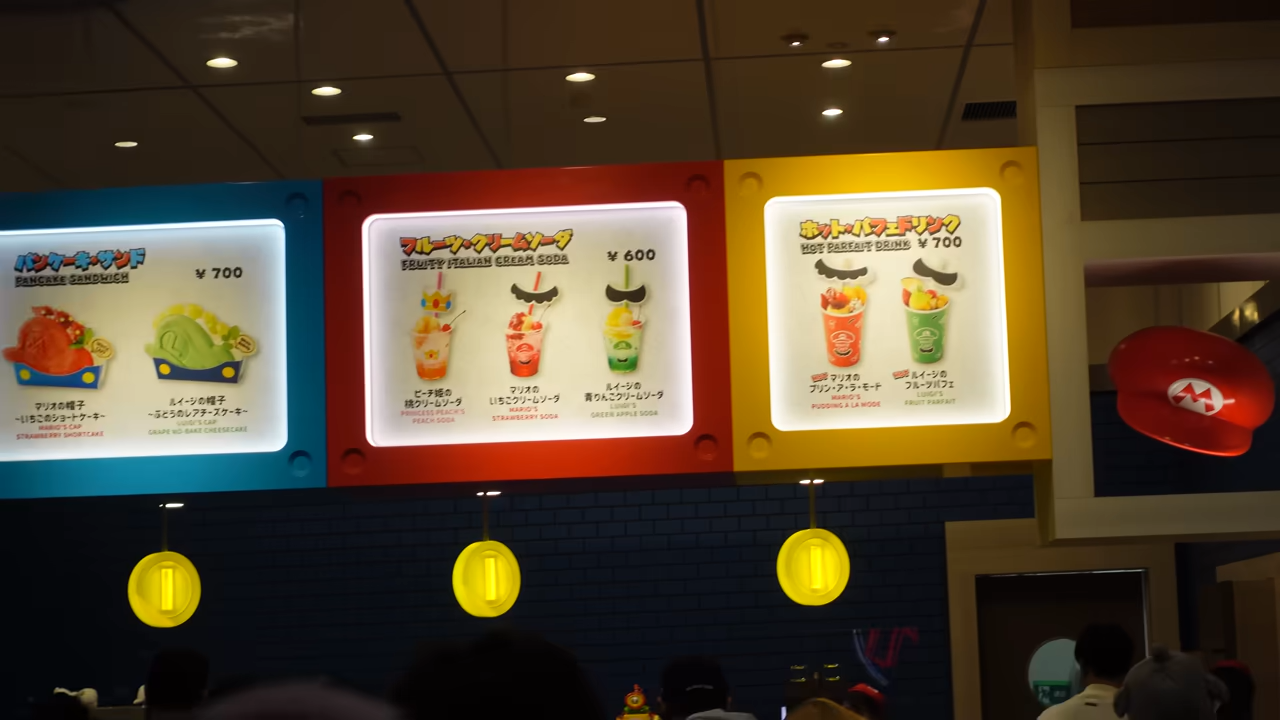 パンケーキ・サンド
PANCAKE SANDWICH
¥ 700
マリオの帽子
~いちごのショートケーキ~
MARIO'S CAP
STRAWBERRY SHORTCAKE
ルイージの帽子
~ぶどうのレアチーズケーキ~
LUIGI'S CAP
GRAPE NO-BAKE CHEESECAKE
フルーツ・クリームソーダ
FRUITY ITALIAN CREAM SODA
¥ 600
ピーチ姫の
桃クリームソーダ
PRINCESS PEACH'S
PEACH SODA
マリオの
いちごクリームソーダ
MARIO'S
STRAWBERRY SODA
ルイージの
青りんごクリームソーダ
LUIGI'S
GREEN APPLE SODA
ホット・パフェドリンク
HOT PARFAIT DRINK ¥ 700
マリオの
プリン・ア・ラ・モード
MARIO'S
PUDDING A LA MODE
ルイージの
フルーツパフェ
LUIGI'S
FRUIT PARFAIT
M